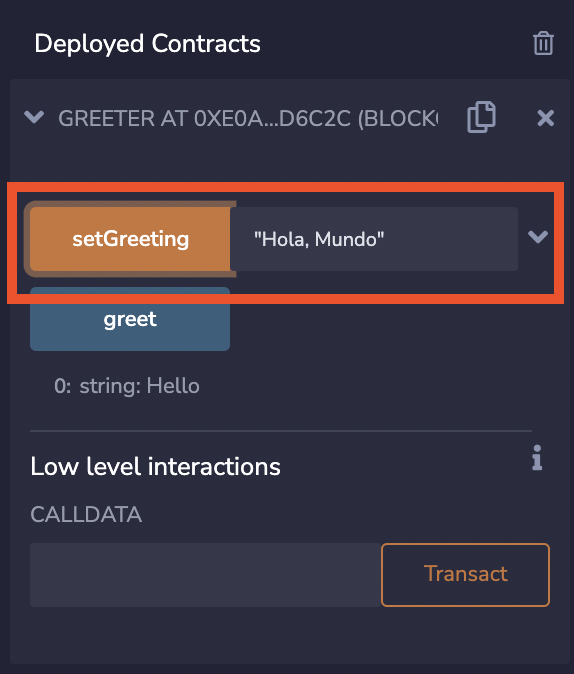 Deployed Contracts
GREETER AT 0XE0A...D6C2C (BLOCK
setGreeting "Hola, Mundo"
greet
0: string: Hello
Low level interactions
CALLDATA
Transact